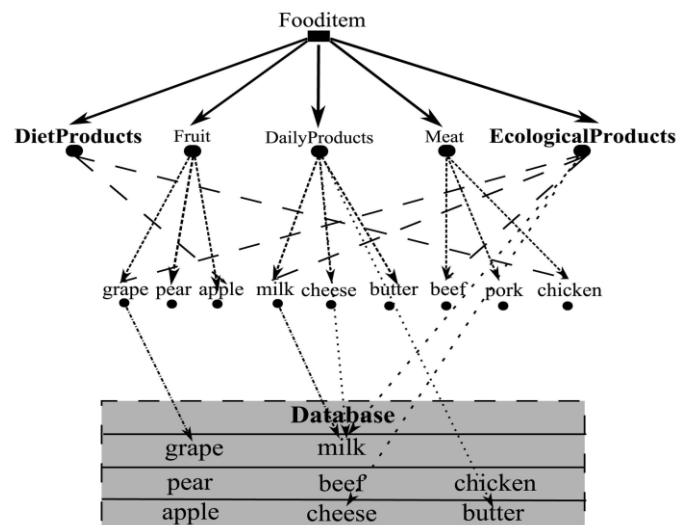 Fooditem
DietProducts Fruit DailyProducts Meat EcologicalProducts
grape pear apple milk cheese butter beef pork chicken
Database
grape milk
pear beef chicken
apple cheese butter